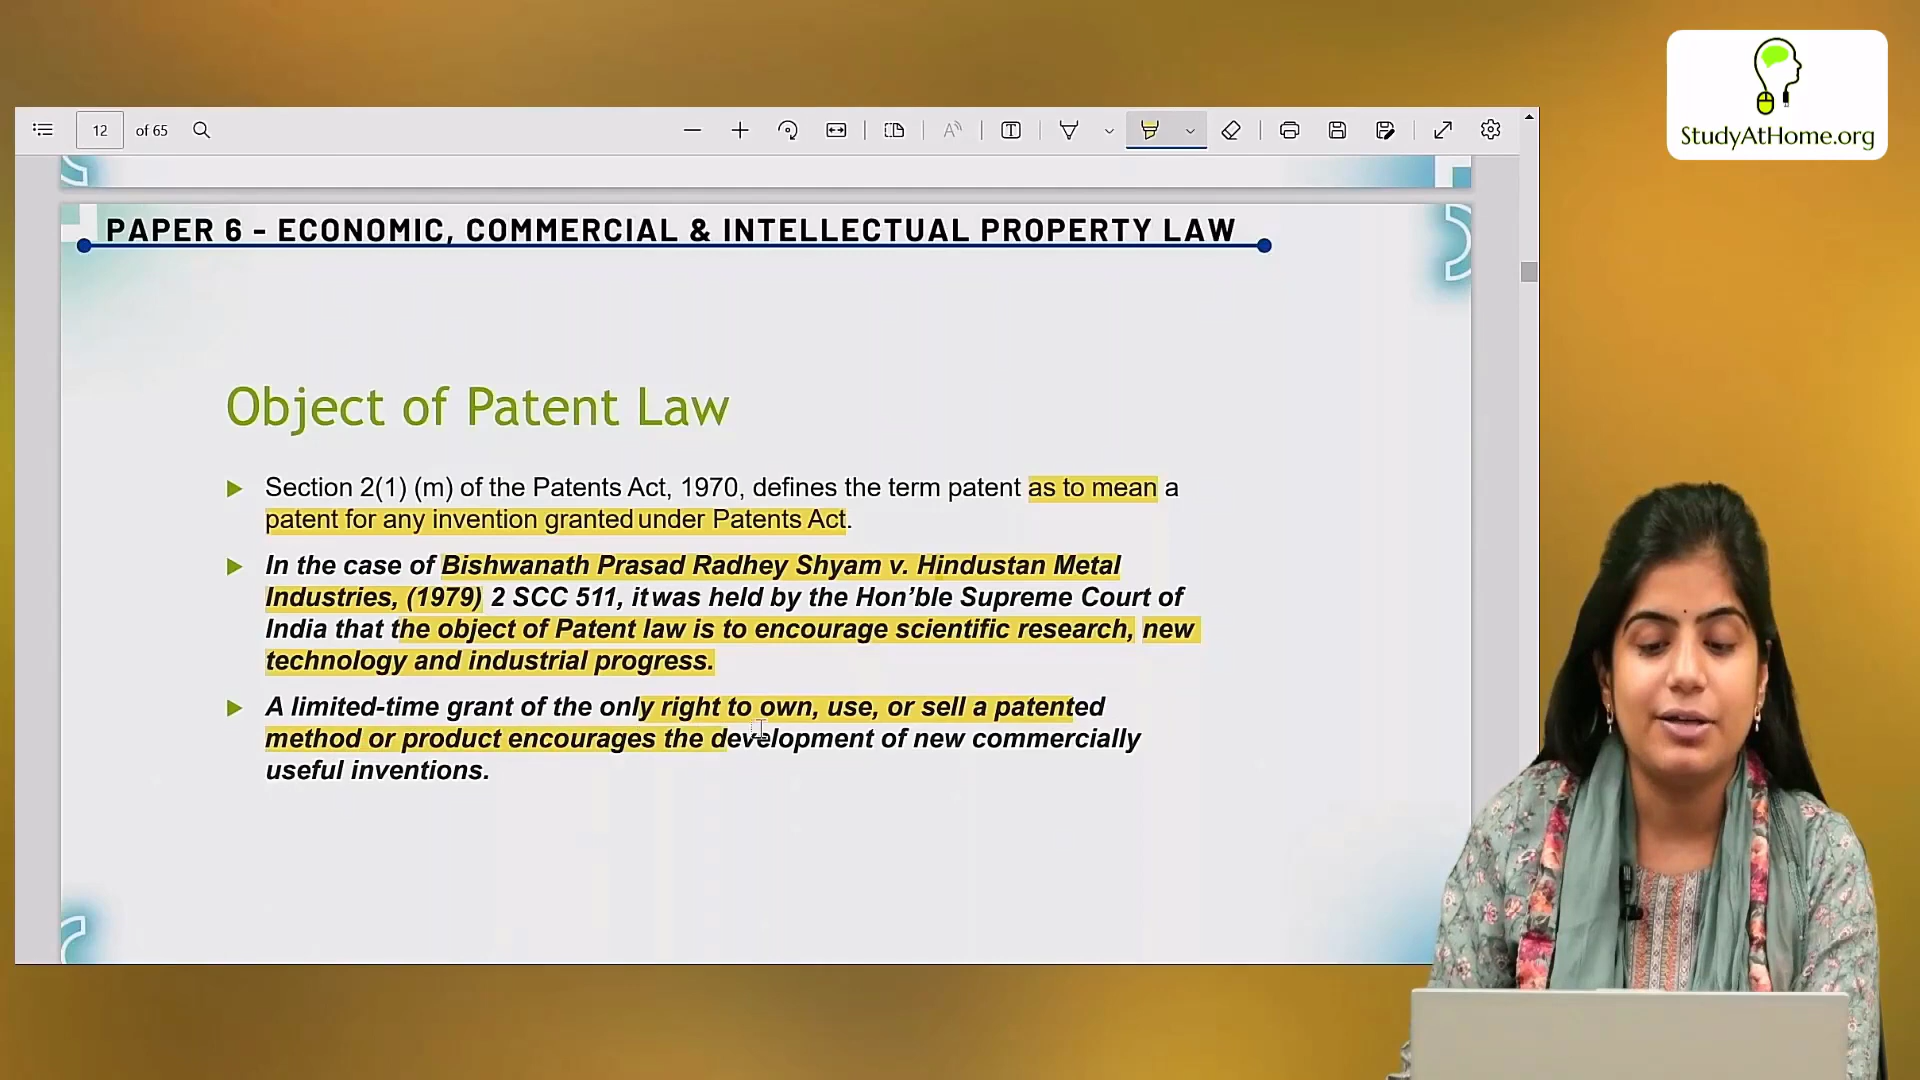 StudyAtHome.org
12 of 65
PAPER 6 - ECONOMIC, COMMERCIAL & INTELLECTUAL PROPERTY LAW
Object of Patent Law
Section 2(1) (m) of the Patents Act, 1970, defines the term patent as to mean a
patent for any invention granted under Patents Act.
In the case of Bishwanath Prasad Radhey Shyam v. Hindustan Metal
Industries, (1979) 2 SCC 511, it was held by the Hon’ble Supreme Court of
India that the object of Patent law is to encourage scientific research, new
technology and industrial progress.
A limited-time grant of the only right to own, use, or sell a patented
method or product encourages the development of new commercially
useful inventions.